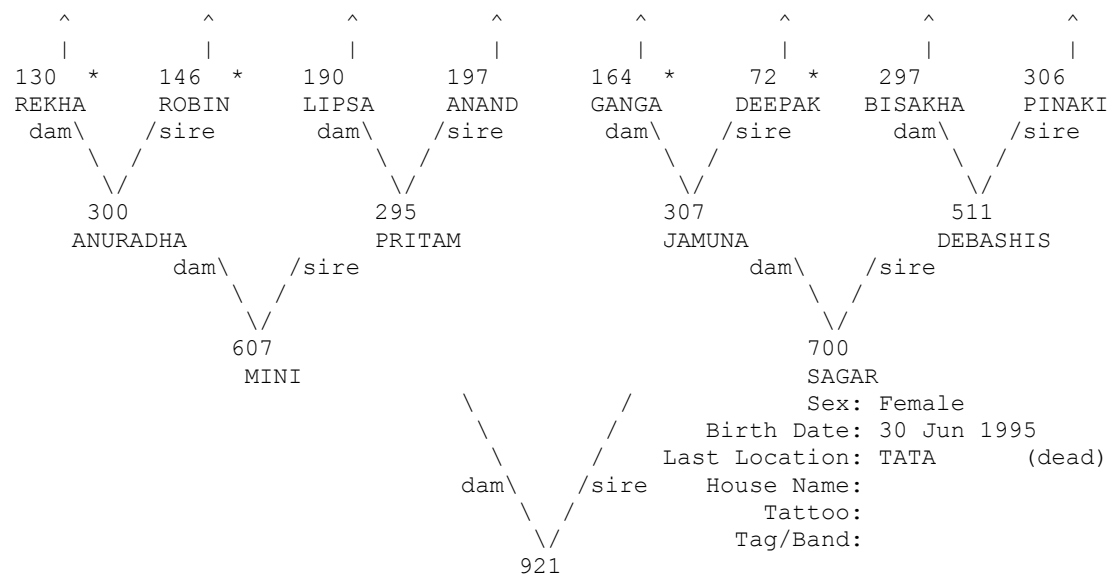 ^ ^ ^ ^ ^ ^ ^ ^
| | | | | | | |
130 * 146 * 190 197 164 * 72 * 297 306
REKHA ROBIN LIPSA ANAND GANGA DEEPAK BISAKHA PINAKI
dam\ /sire dam\ /sire dam\ /sire dam\ /sire
\ / \ / \ / \ /
\/ \/ \/ \/
300 295 307 511
ANURADHA PRITAM JAMUNA DEBASHIS
dam\ /sire dam\ /sire
\ / \ /
\/ \/
607 700
MINI SAGAR
\ / Sex: Female
\ / Birth Date: 30 Jun 1995
\ / Last Location: TATA (dead)
dam\ /sire House Name:
\ / Tattoo:
\/ Tag/Band:
921